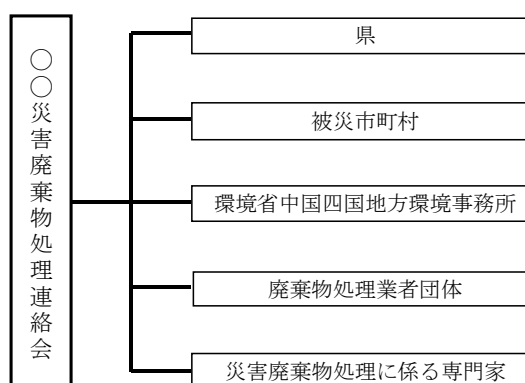 〇〇災害廃棄物処理連絡会
県
被災市町村
環境省中国四国地方環境事務所
廃棄物処理業者団体
災害廃棄物処理に係る専門家